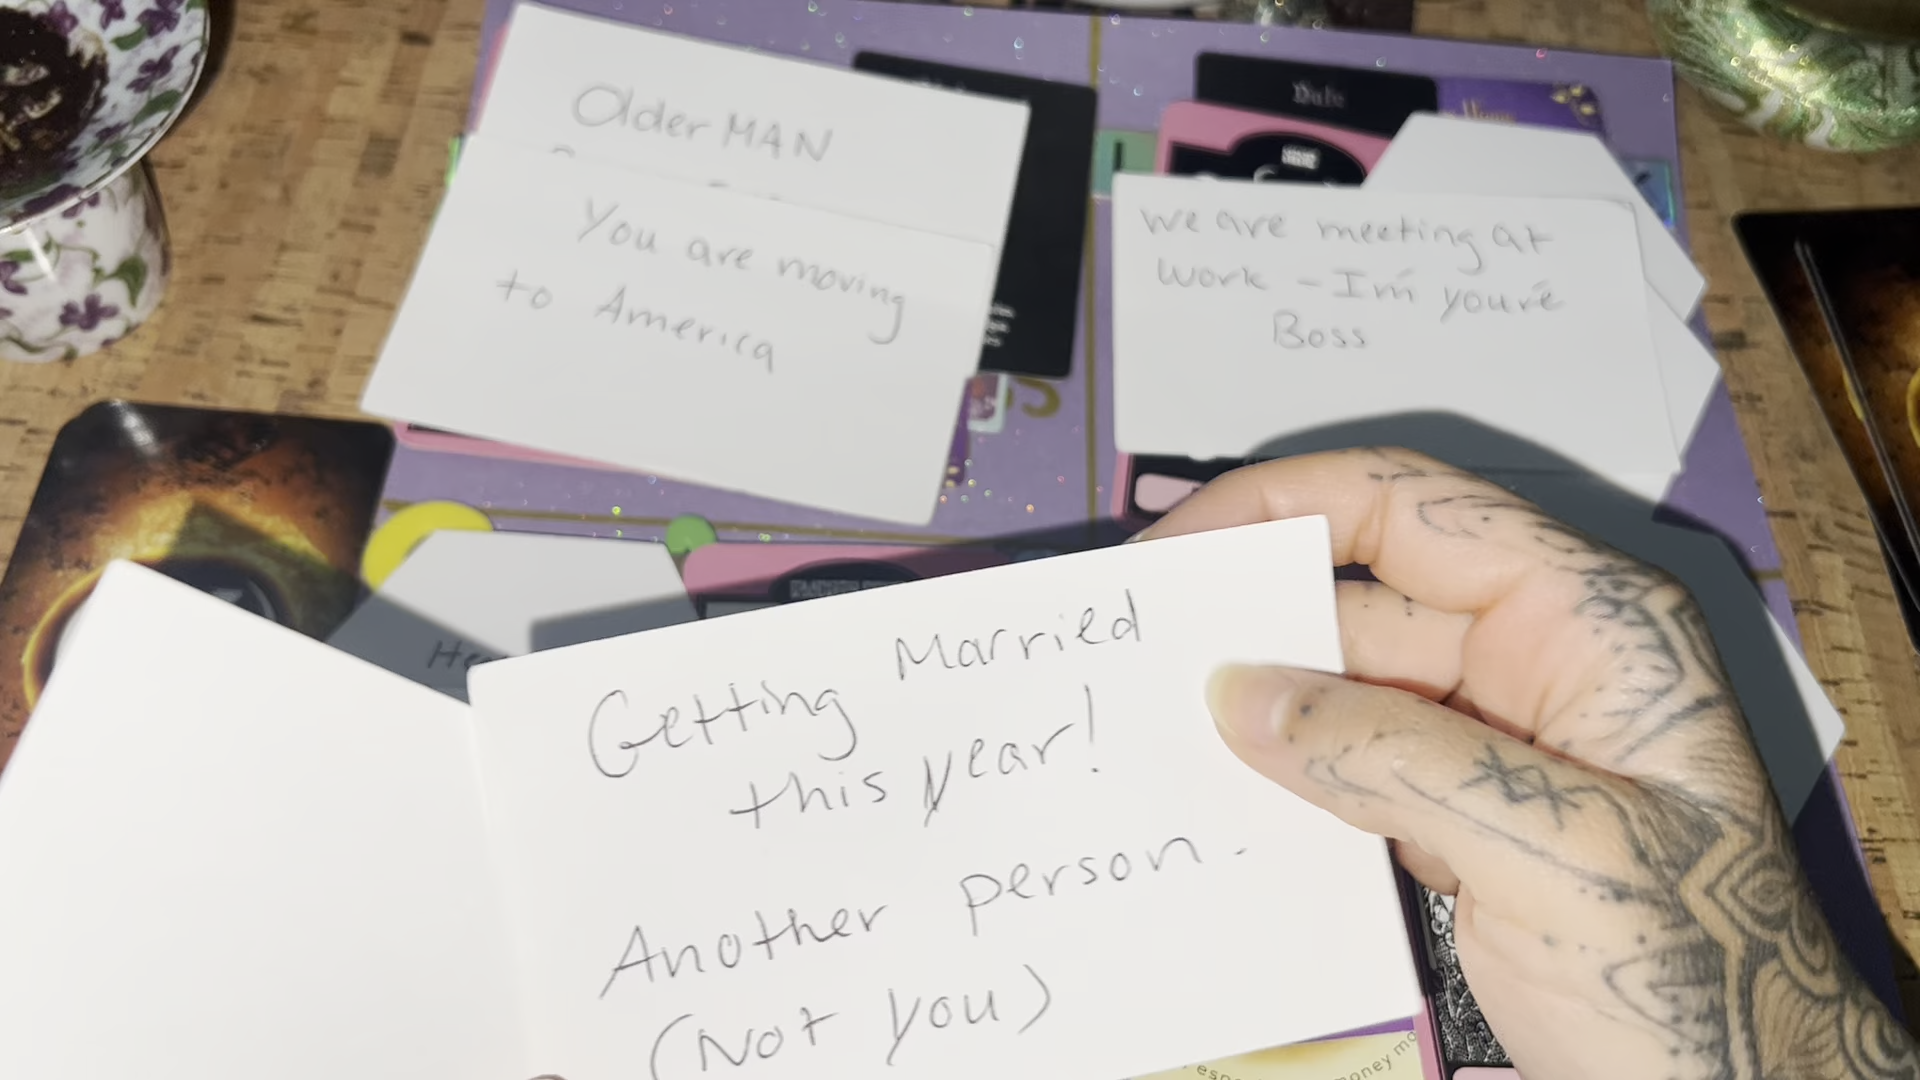 Older MAN
You are moving
to America
Date
we are meeting at
work - I'm you're
Boss
Getting Married
this year!
Another person.
(Not you)